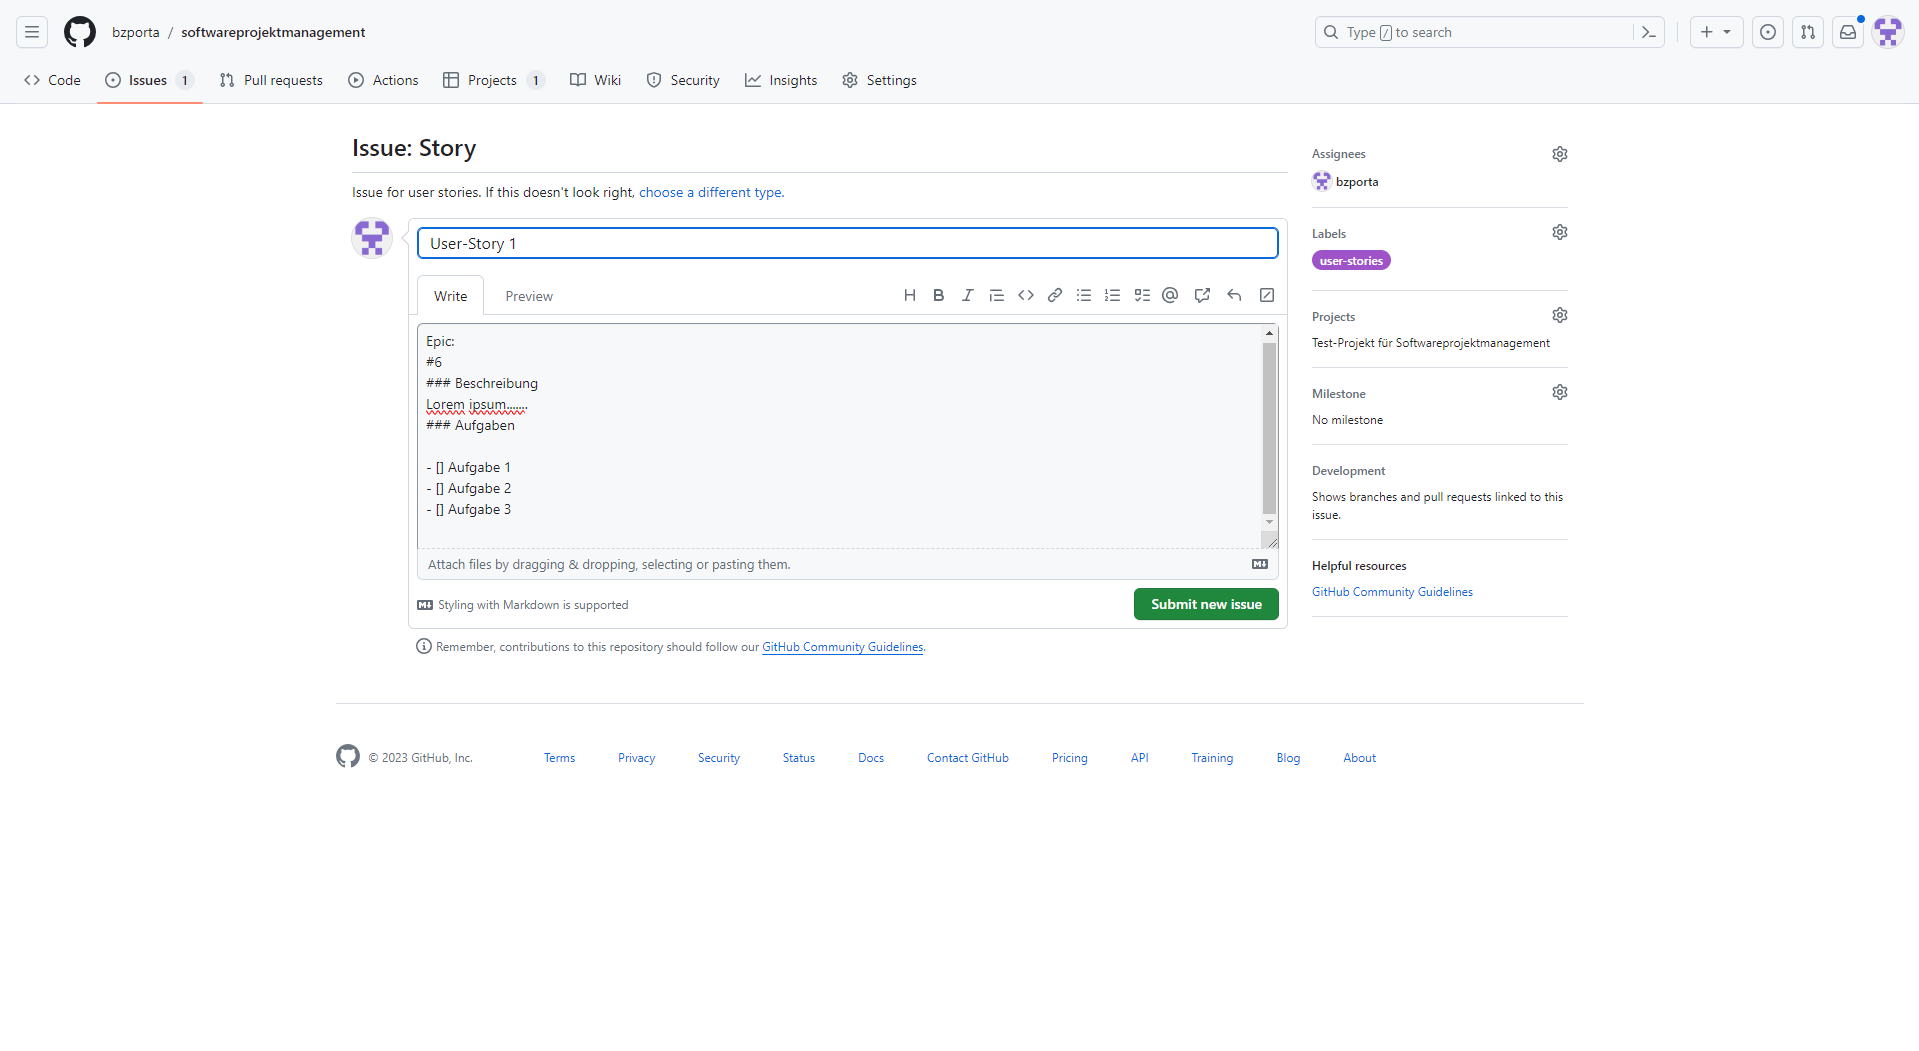 bzporta / softwareprojektmanagement
Type / to search
Code
Issues 1
Pull requests
Actions
Projects 1
Wiki
Security
Insights
Settings
Issue: Story
Issue for user stories. If this doesn't look right, choose a different type.
User-Story 1
Write
Preview
Epic:
#6
### Beschreibung
Lorem ipsum.......
### Aufgaben
- [] Aufgabe 1
- [] Aufgabe 2
- [] Aufgabe 3
Attach files by dragging & dropping, selecting or pasting them.
Styling with Markdown is supported
Submit new issue
Remember, contributions to this repository should follow our GitHub Community Guidelines.
Assignees
bzporta
Labels
user-stories
Projects
Test-Projekt für Softwareprojektmanagement
Milestone
No milestone
Development
Shows branches and pull requests linked to this
issue.
Helpful resources
GitHub Community Guidelines
© 2023 GitHub, Inc.
Terms
Privacy
Security
Status
Docs
Contact GitHub
Pricing
API
Training
Blog
About